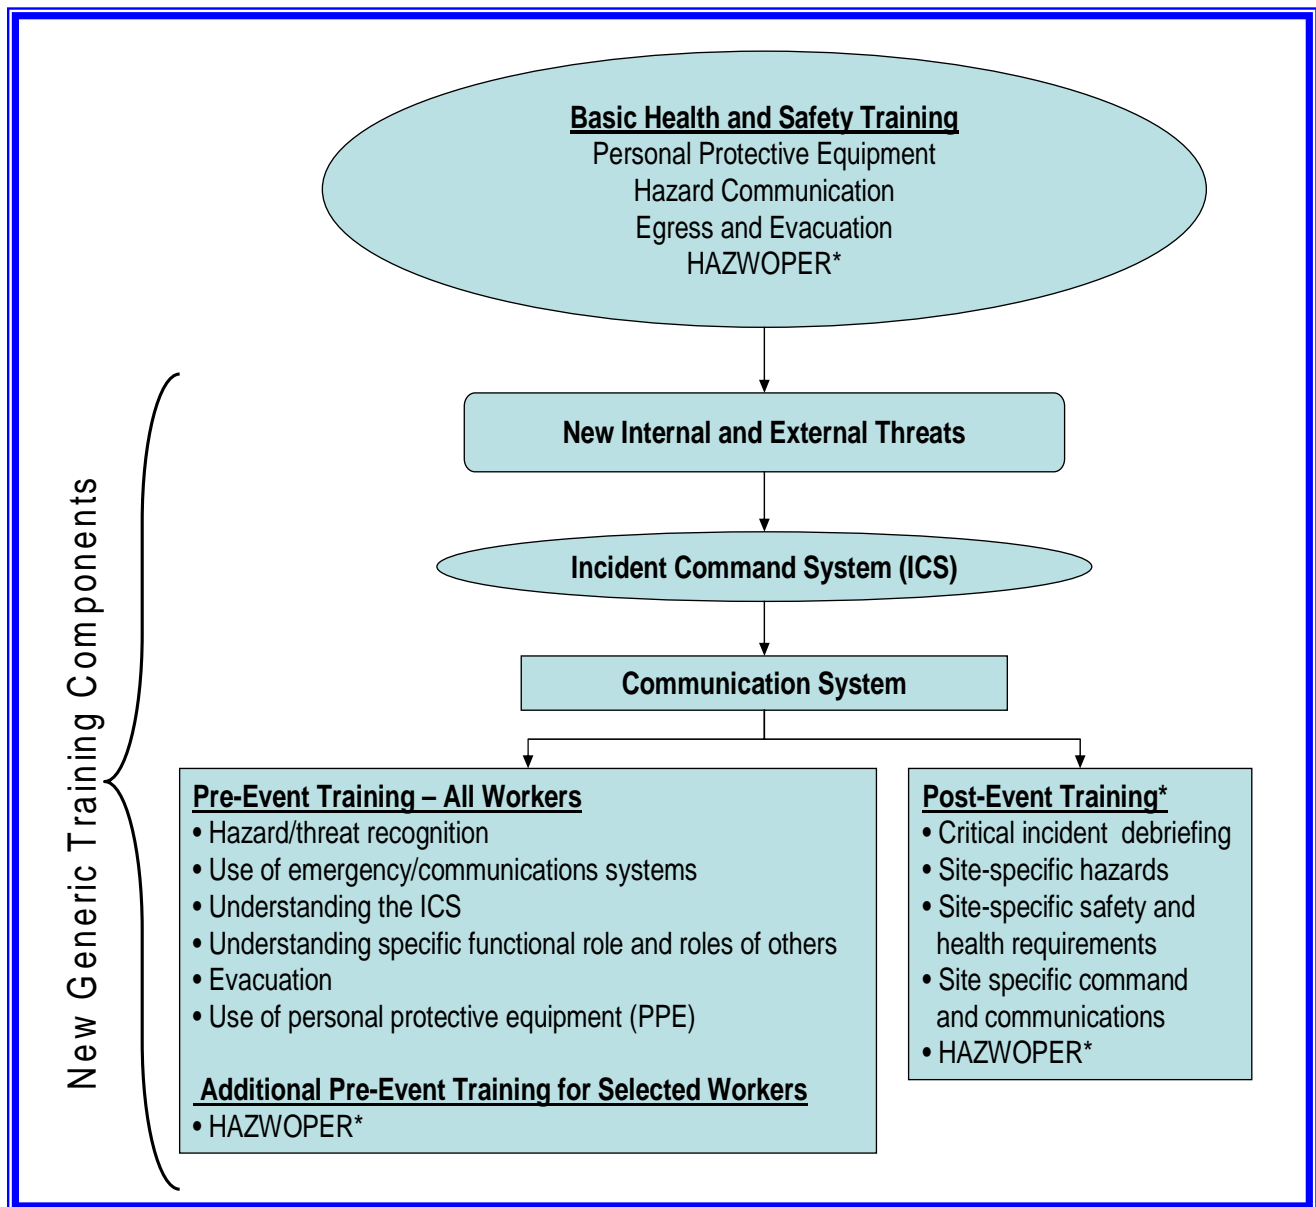 Basic Health and Safety Training
Personal Protective Equipment
Hazard Communication
Egress and Evacuation
HAZWOPER*
New Generic Training Components
New Internal and External Threats
Incident Command System (ICS)
Communication System
Pre-Event Training – All Workers
• Hazard/threat recognition
• Use of emergency/communications systems
• Understanding the ICS
• Understanding specific functional role and roles of others
• Evacuation
• Use of personal protective equipment (PPE)
Additional Pre-Event Training for Selected Workers
• HAZWOPER*
Post-Event Training*
• Critical incident debriefing
• Site-specific hazards
• Site-specific safety and
health requirements
• Site specific command
and communications
• HAZWOPER*